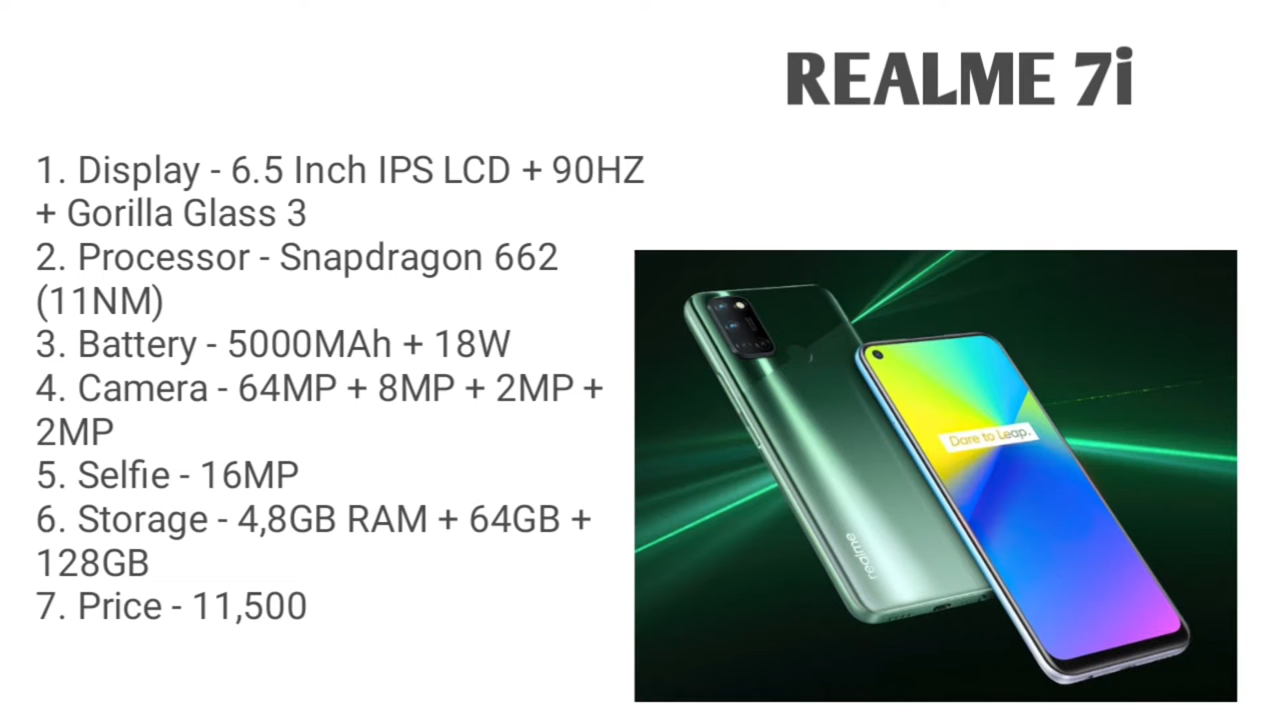 REALME 7i
1. Display - 6.5 Inch IPS LCD + 90HZ
+ Gorilla Glass 3
2. Processor - Snapdragon 662
(11NM)
3. Battery - 5000MAh + 18W
4. Camera - 64MP + 8MP + 2MP +
2MP
5. Selfie - 16MP
6. Storage - 4,8GB RAM + 64GB +
128GB
7. Price - 11,500
Dare to Leap.
realme